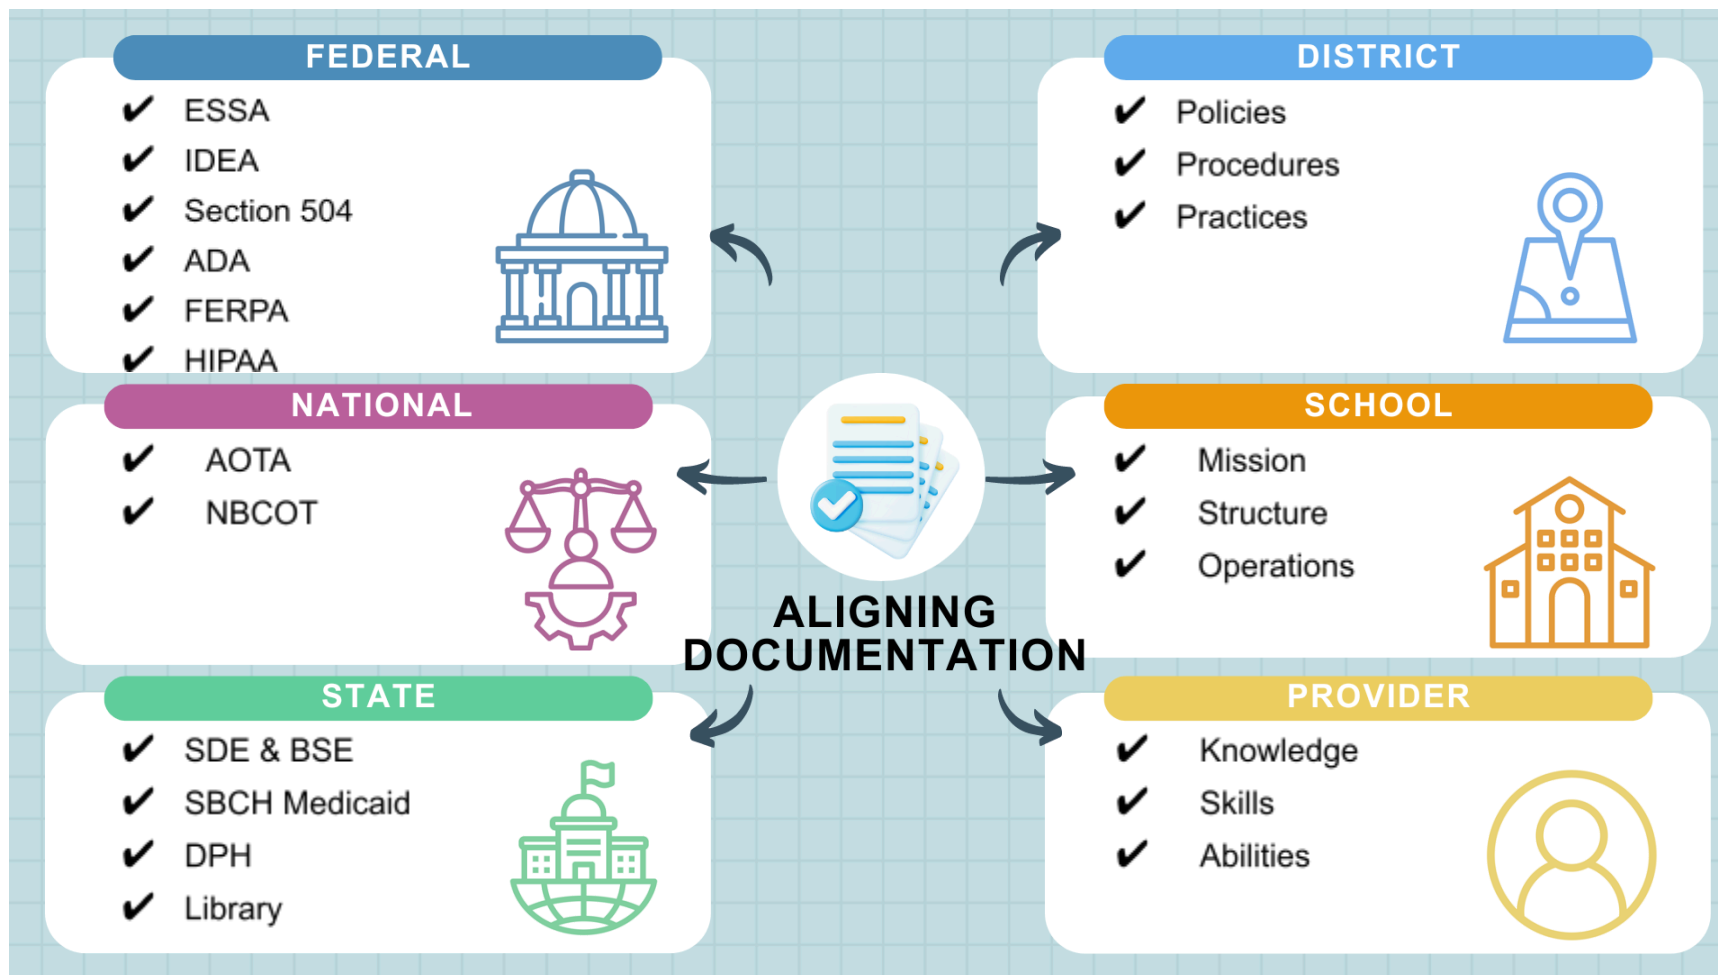 FEDERAL
ESSA
IDEA
Section 504
ADA
FERPA
HIPAA
NATIONAL
AOTA
NBCOT
STATE
SDE & BSE
SBCH Medicaid
DPH
Library
ALIGNING
DOCUMENTATION
DISTRICT
Policies
Procedures
Practices
SCHOOL
Mission
Structure
Operations
PROVIDER
Knowledge
Skills
Abilities